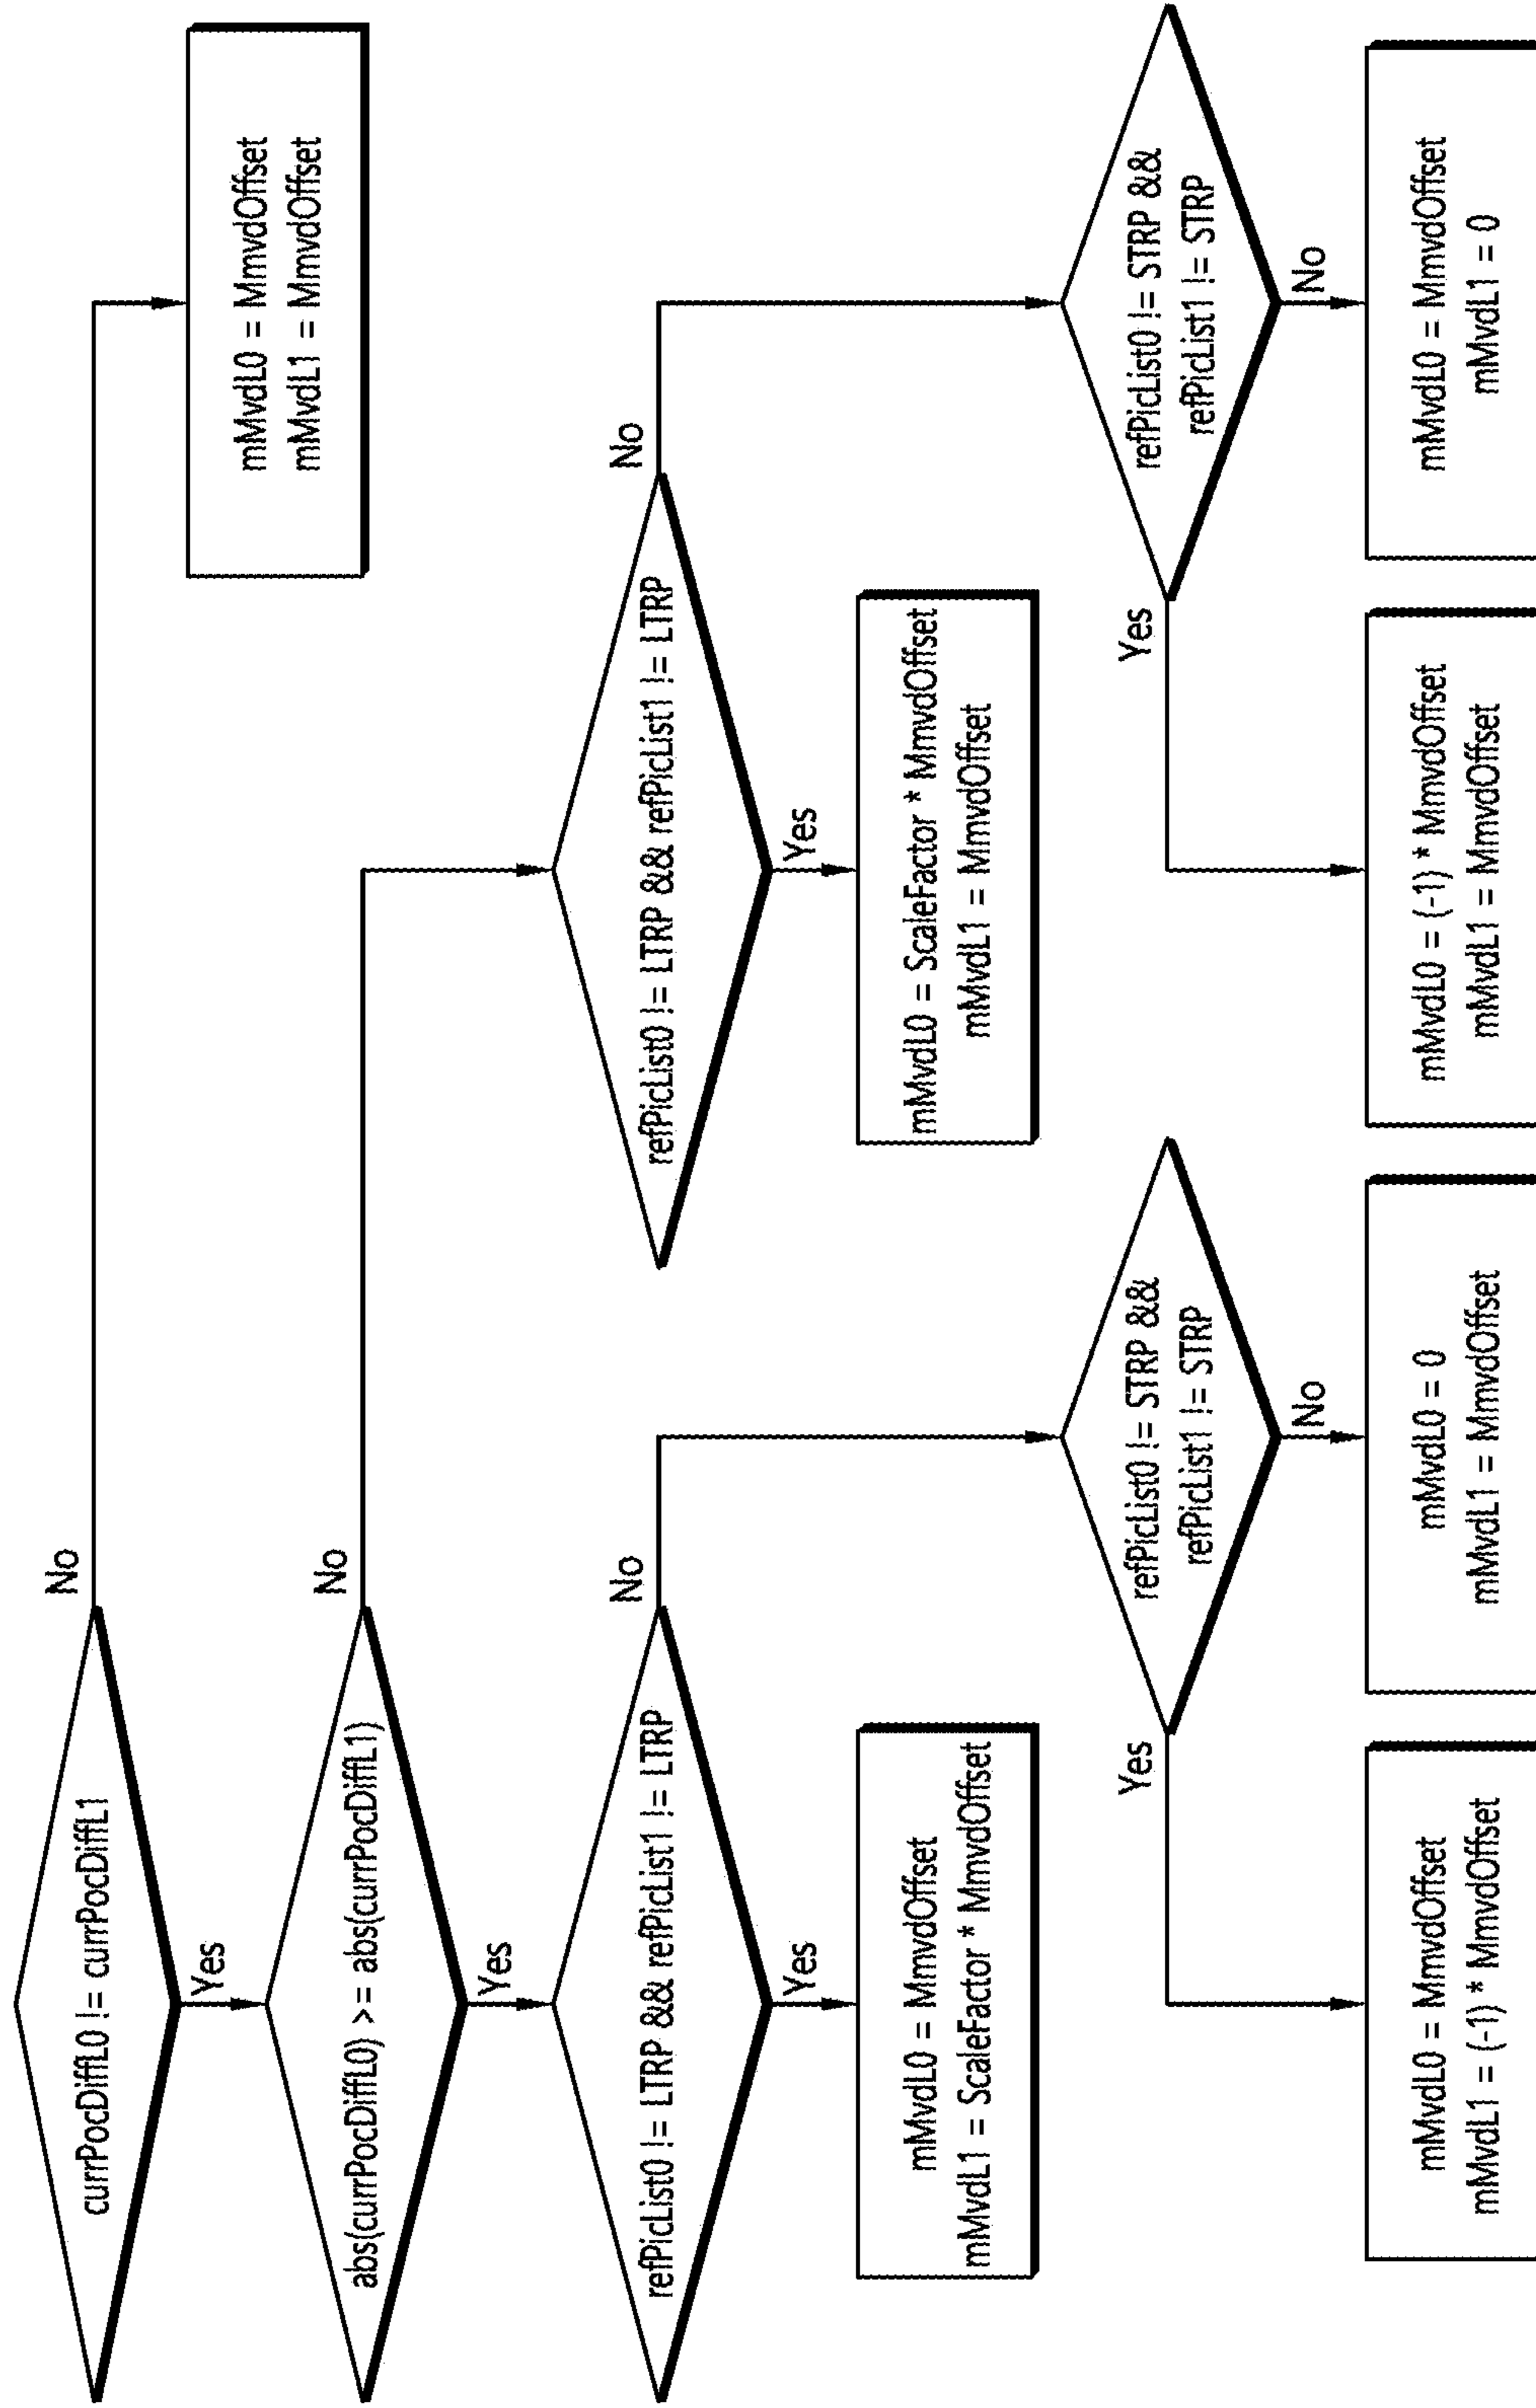 currPocDiffL0 != currPocDiffL1
No
Yes
mMvdL0 = MmvdOffset
mMvdL1 = MmvdOffset
abs(currPocDiffL0) >= abs(currPocDiffL1)
No
Yes
refPicList0 != LTRP && refPicList1 != LTRP
No
Yes
refPicList0 != LTRP && refPicList1 != LTRP
No
Yes
mMvdL0 = MmvdOffset
mMvdL1 = ScaleFactor * MmvdOffset
mMvdL0 = ScaleFactor * MmvdOffset
mMvdL1 = MmvdOffset
Yes
refPicList0 != STRP &&
refPicList1 != STRP
No
Yes
refPicList0 != STRP &&
refPicList1 != STRP
No
mMvdL0 = MmvdOffset
mMvdL1 = (-1) * MmvdOffset
mMvdL0 = 0
mMvdL1 = MmvdOffset
mMvdL0 = (-1) * MmvdOffset
mMvdL1 = MmvdOffset
mMvdL0 = MmvdOffset
mMvdL1 = 0